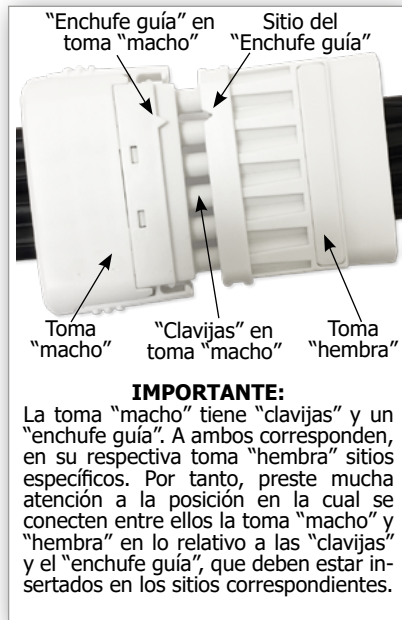 “Enchufe guía” en
toma “macho”
Sitio del
“Enchufe guía”
Toma
“macho”
“Clavijas” en
toma “macho”
Toma
“hembra”
IMPORTANTE:
La toma “macho” tiene “clavijas” y un
“enchufe guía”. A ambos corresponden,
en su respectiva toma “hembra” sitios
específicos. Por tanto, preste mucha
atención a la posición en la cual se
conecten entre ellos la toma “macho” y
“hembra” en lo relativo a las “clavijas”
y el “enchufe guía”, que deben estar in-
sertados en los sitios correspondientes.